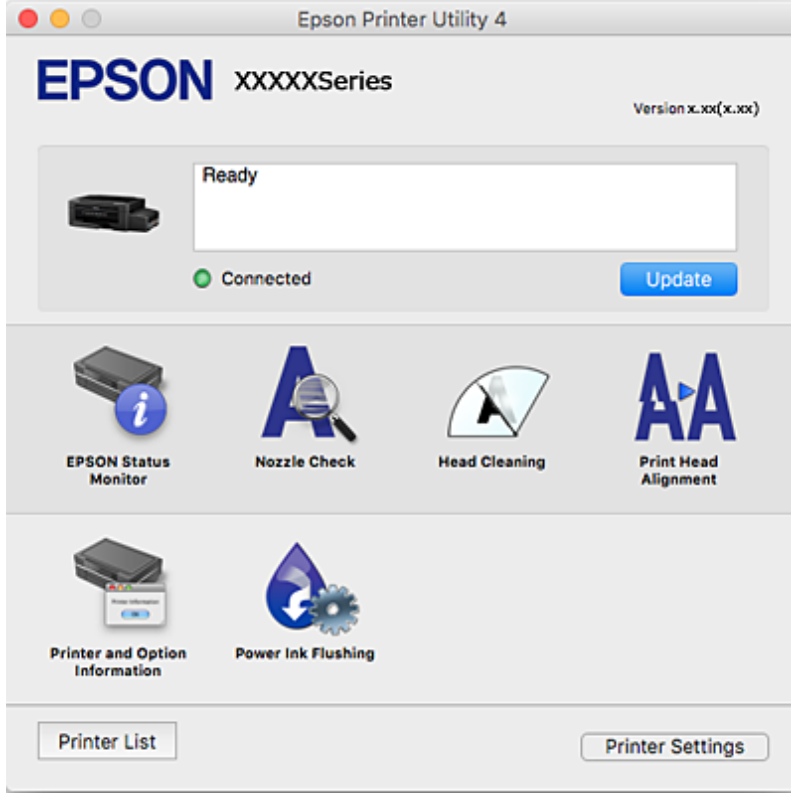 Epson Printer Utility 4
EPSON XXXXXSeries
Version x.xx(x.xx)
Ready
Connected
Update
EPSON Status
Monitor
Nozzle Check
Head Cleaning
Print Head
Alignment
Printer and Option
Information
Power Ink Flushing
Printer List
Printer Settings